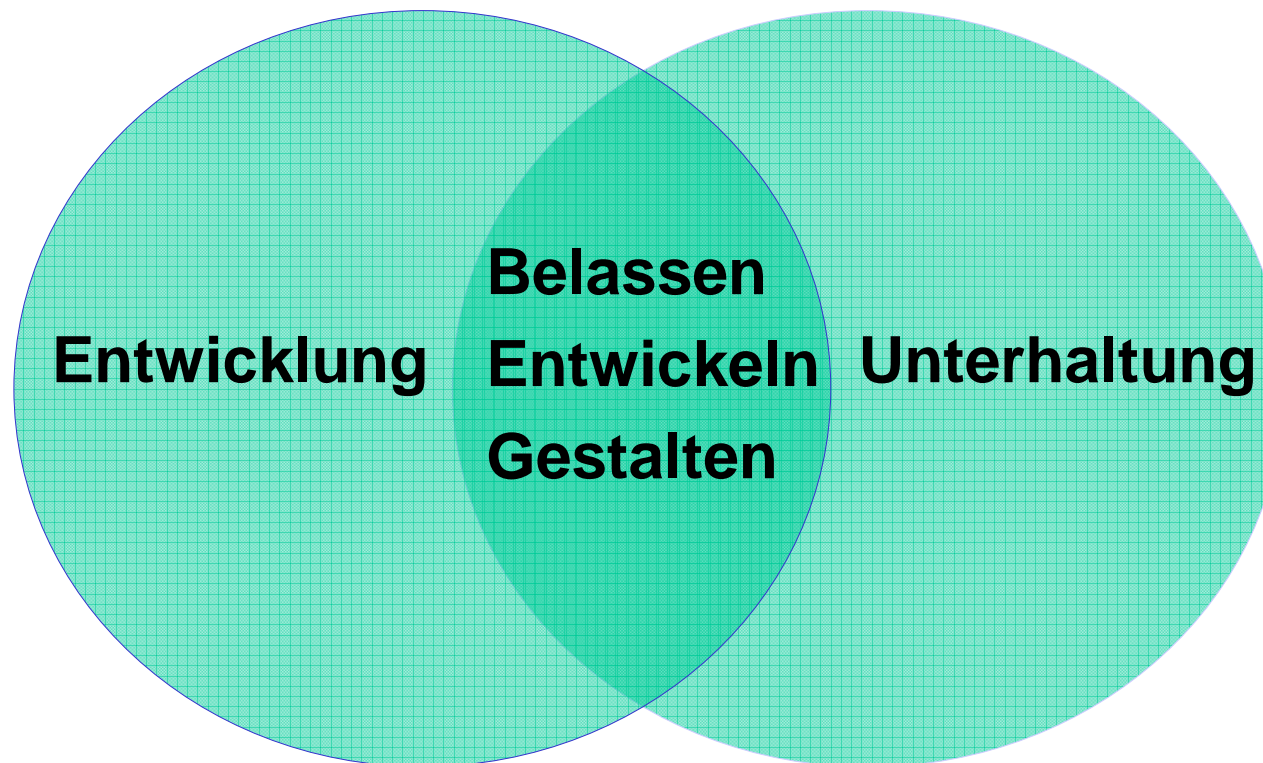 Entwicklung
Belassen
Entwickeln
Gestalten
Unterhaltung